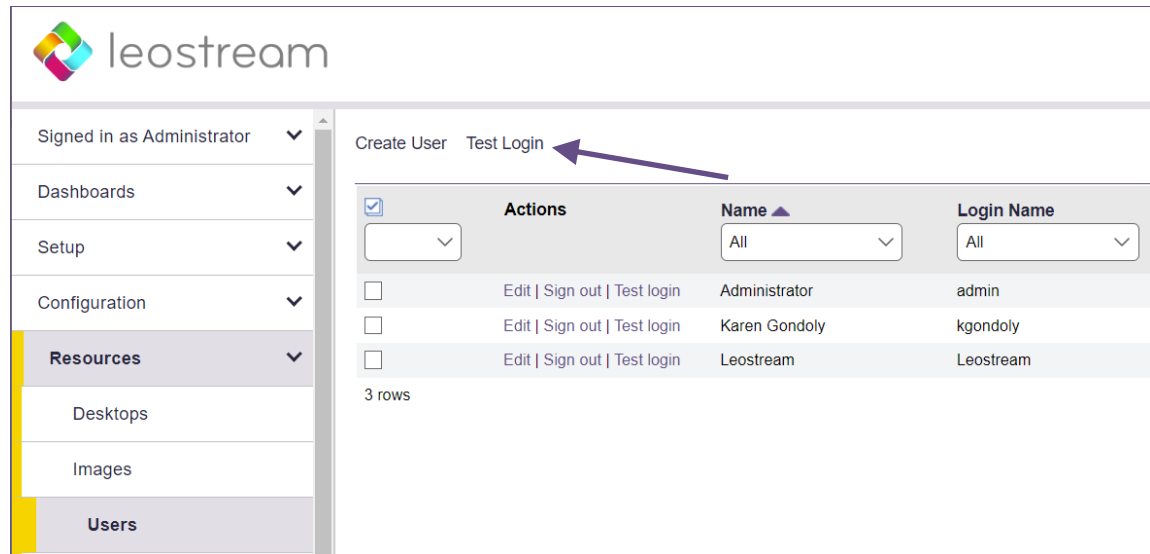 leostream
Signed in as Administrator
Dashboards
Setup
Configuration
Resources
Desktops
Images
Users
Create User Test Login
Actions Name Login Name
All All
Edit | Sign out | Test login Administrator admin
Edit | Sign out | Test login Karen Gondoly kgondoly
Edit | Sign out | Test login Leostream Leostream
3 rows